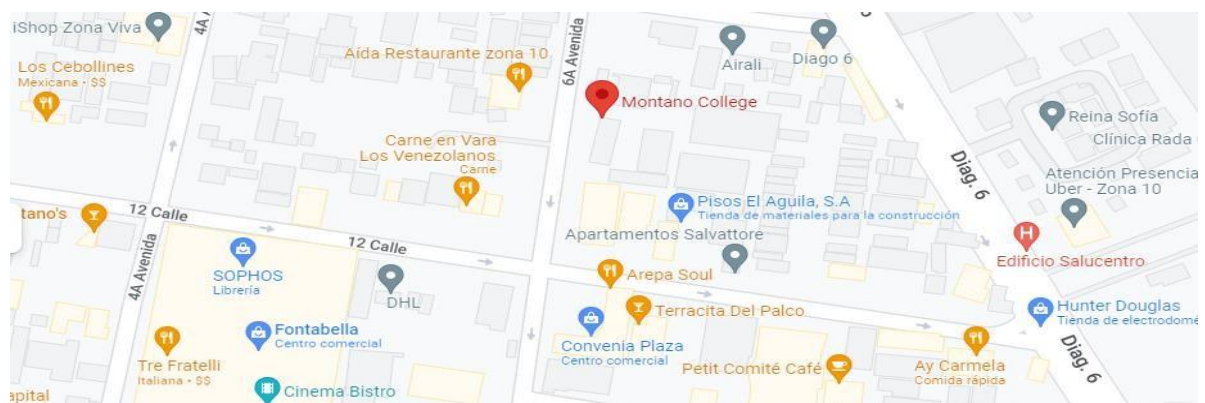 iShop Zona Viva
4A
6A Avenida
Aída Restaurante zona 10
Airali
Diago 6
Los Cebollines
Mexicana • $$
Montano College
Reina Sofía
Clínica Rada
Carne en Vara
Los Venezolanos
Carne
Diag. 6
Atención Presencia
Uber - Zona 10
tano's
12 Calle
Pisos El Aguila, S.A
Tienda de materiales para la construcción
Apartamentos Salvattore
12 Calle
H
Edificio Salucentro
4A Avenida
SOPHOS
Librería
DHL
Arepa Soul
Terracita Del Palco
Hunter Douglas
Tienda de electrodomé
Fontabella
Centro comercial
Convenia Plaza
Centro comercial
Tre Fratelli
Italiana • $$
Petit Comité Café
Ay Carmela
Comida rápida
Diag. 6
apital
Cinema Bistro